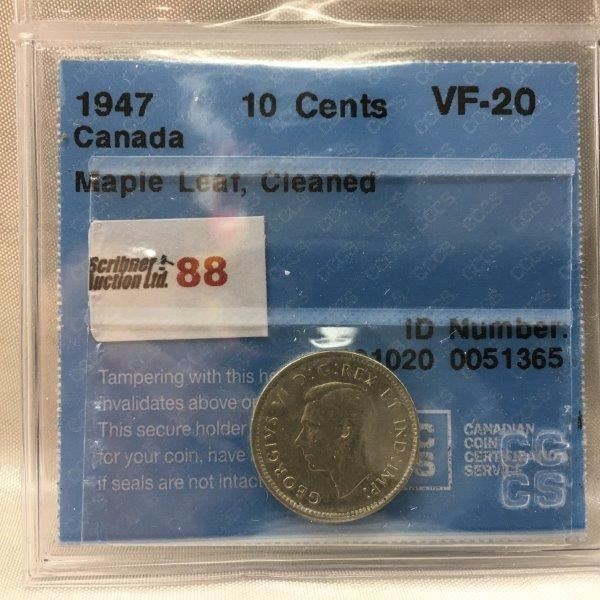 1947 10 Cents VF-20
Canada
Maple Leaf, Cleaned
Scribner
Auction Ltd. 88
ID Number:
1020 0051365
Tampering with this
invalidates above
This secure holder
for your coin, have
if seals are not intact
GEORGIVS VI D:G:REX ET IND:IMP:
CANADIAN
COIN
CERTIFICATION
SERVICE
CCCS